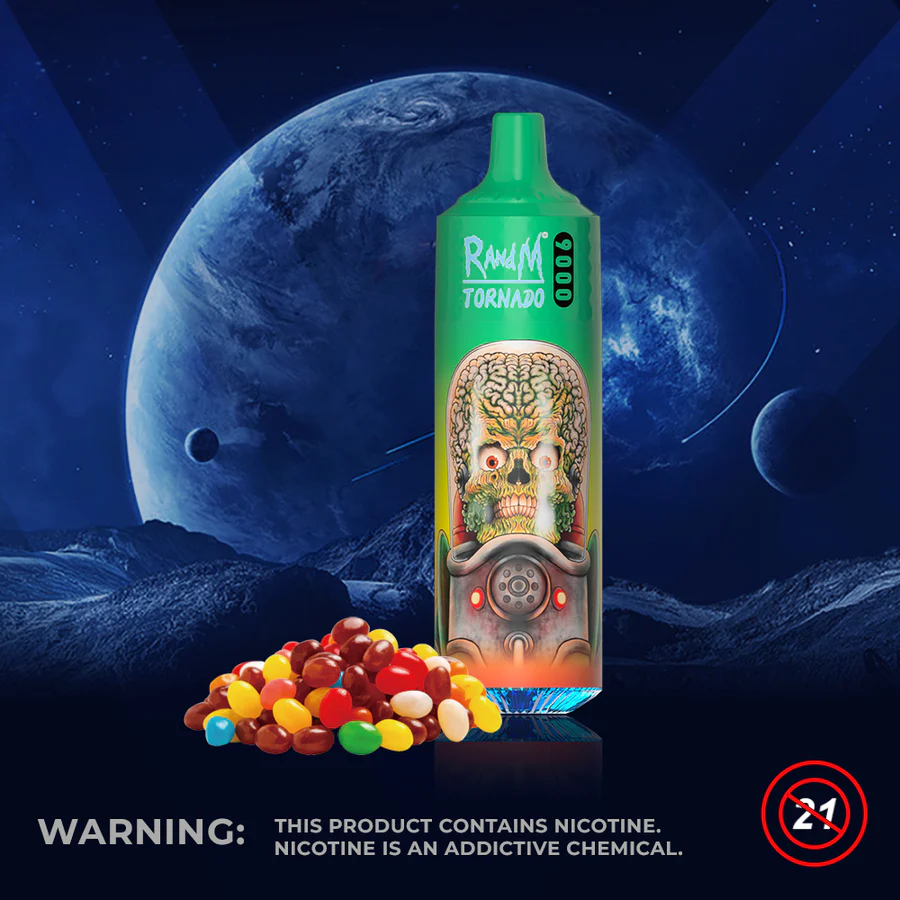 RandM
TORNADO
9000
WARNING:
THIS PRODUCT CONTAINS NICOTINE.
NICOTINE IS AN ADDICTIVE CHEMICAL.
21